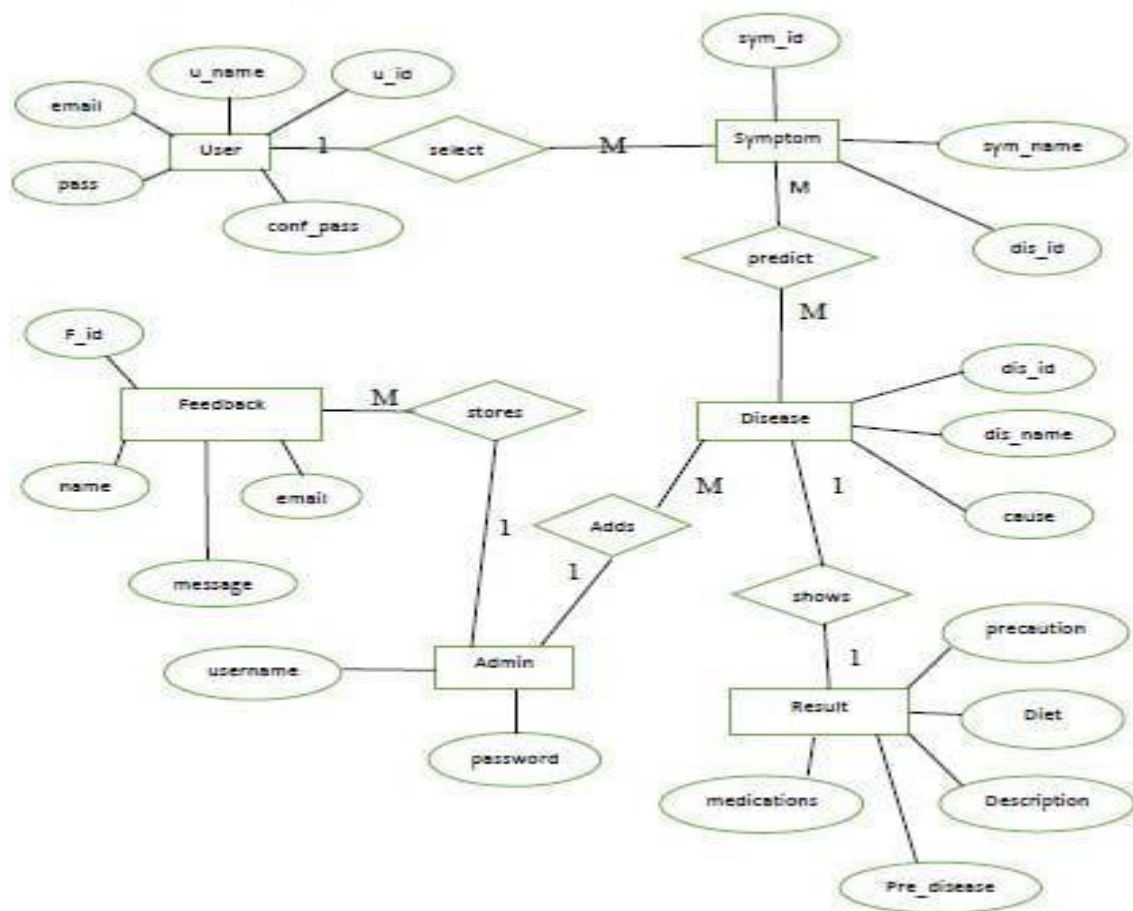 sym_id
u_name
u_id
email
User
1
select
M
Symptom
sym_name
pass
conf_pass
M
dis_id
predict
M
F_id
Feedback
M
stores
Disease
dis_id
dis_name
name
email
M
1
cause
1
Adds
1
message
shows
precaution
username
Admin
1
Result
Diet
password
medications
Description
Pre_disease